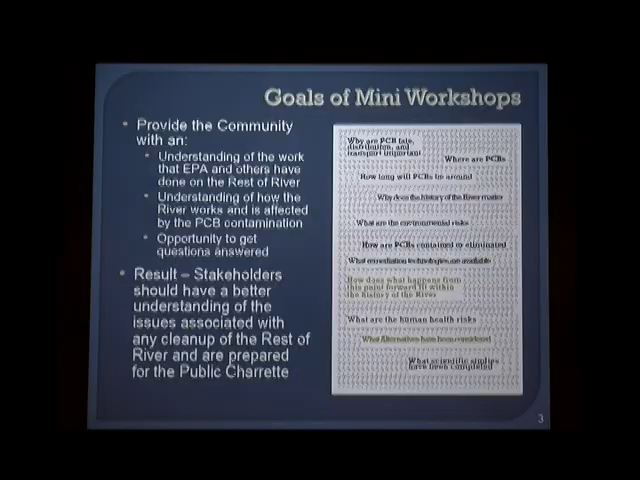 Goals of Mini Workshops
• Provide the Community
with an:
• Understanding of the work
that EPA and others have
done on the Rest of River
• Understanding of how the
River works and is affected
by the PCB contamination
• Opportunity to get
questions answered
• Result – Stakeholders
should have a better
understanding of the
issues associated with
any cleanup of the Rest of
River and are prepared
for the Public Charrette
Why are PCB fate,
distribution, and
transport important
Where are PCBs
How long will PCBs be around
Why does the history of the River matter
What are the environmental risks
How are PCBs contained or eliminated
What remediation technologies are available
How does what happens from
this point forward fit within
the history of the River
What are the human health risks
What Alternatives have been considered
What scientific studies
have been completed
3